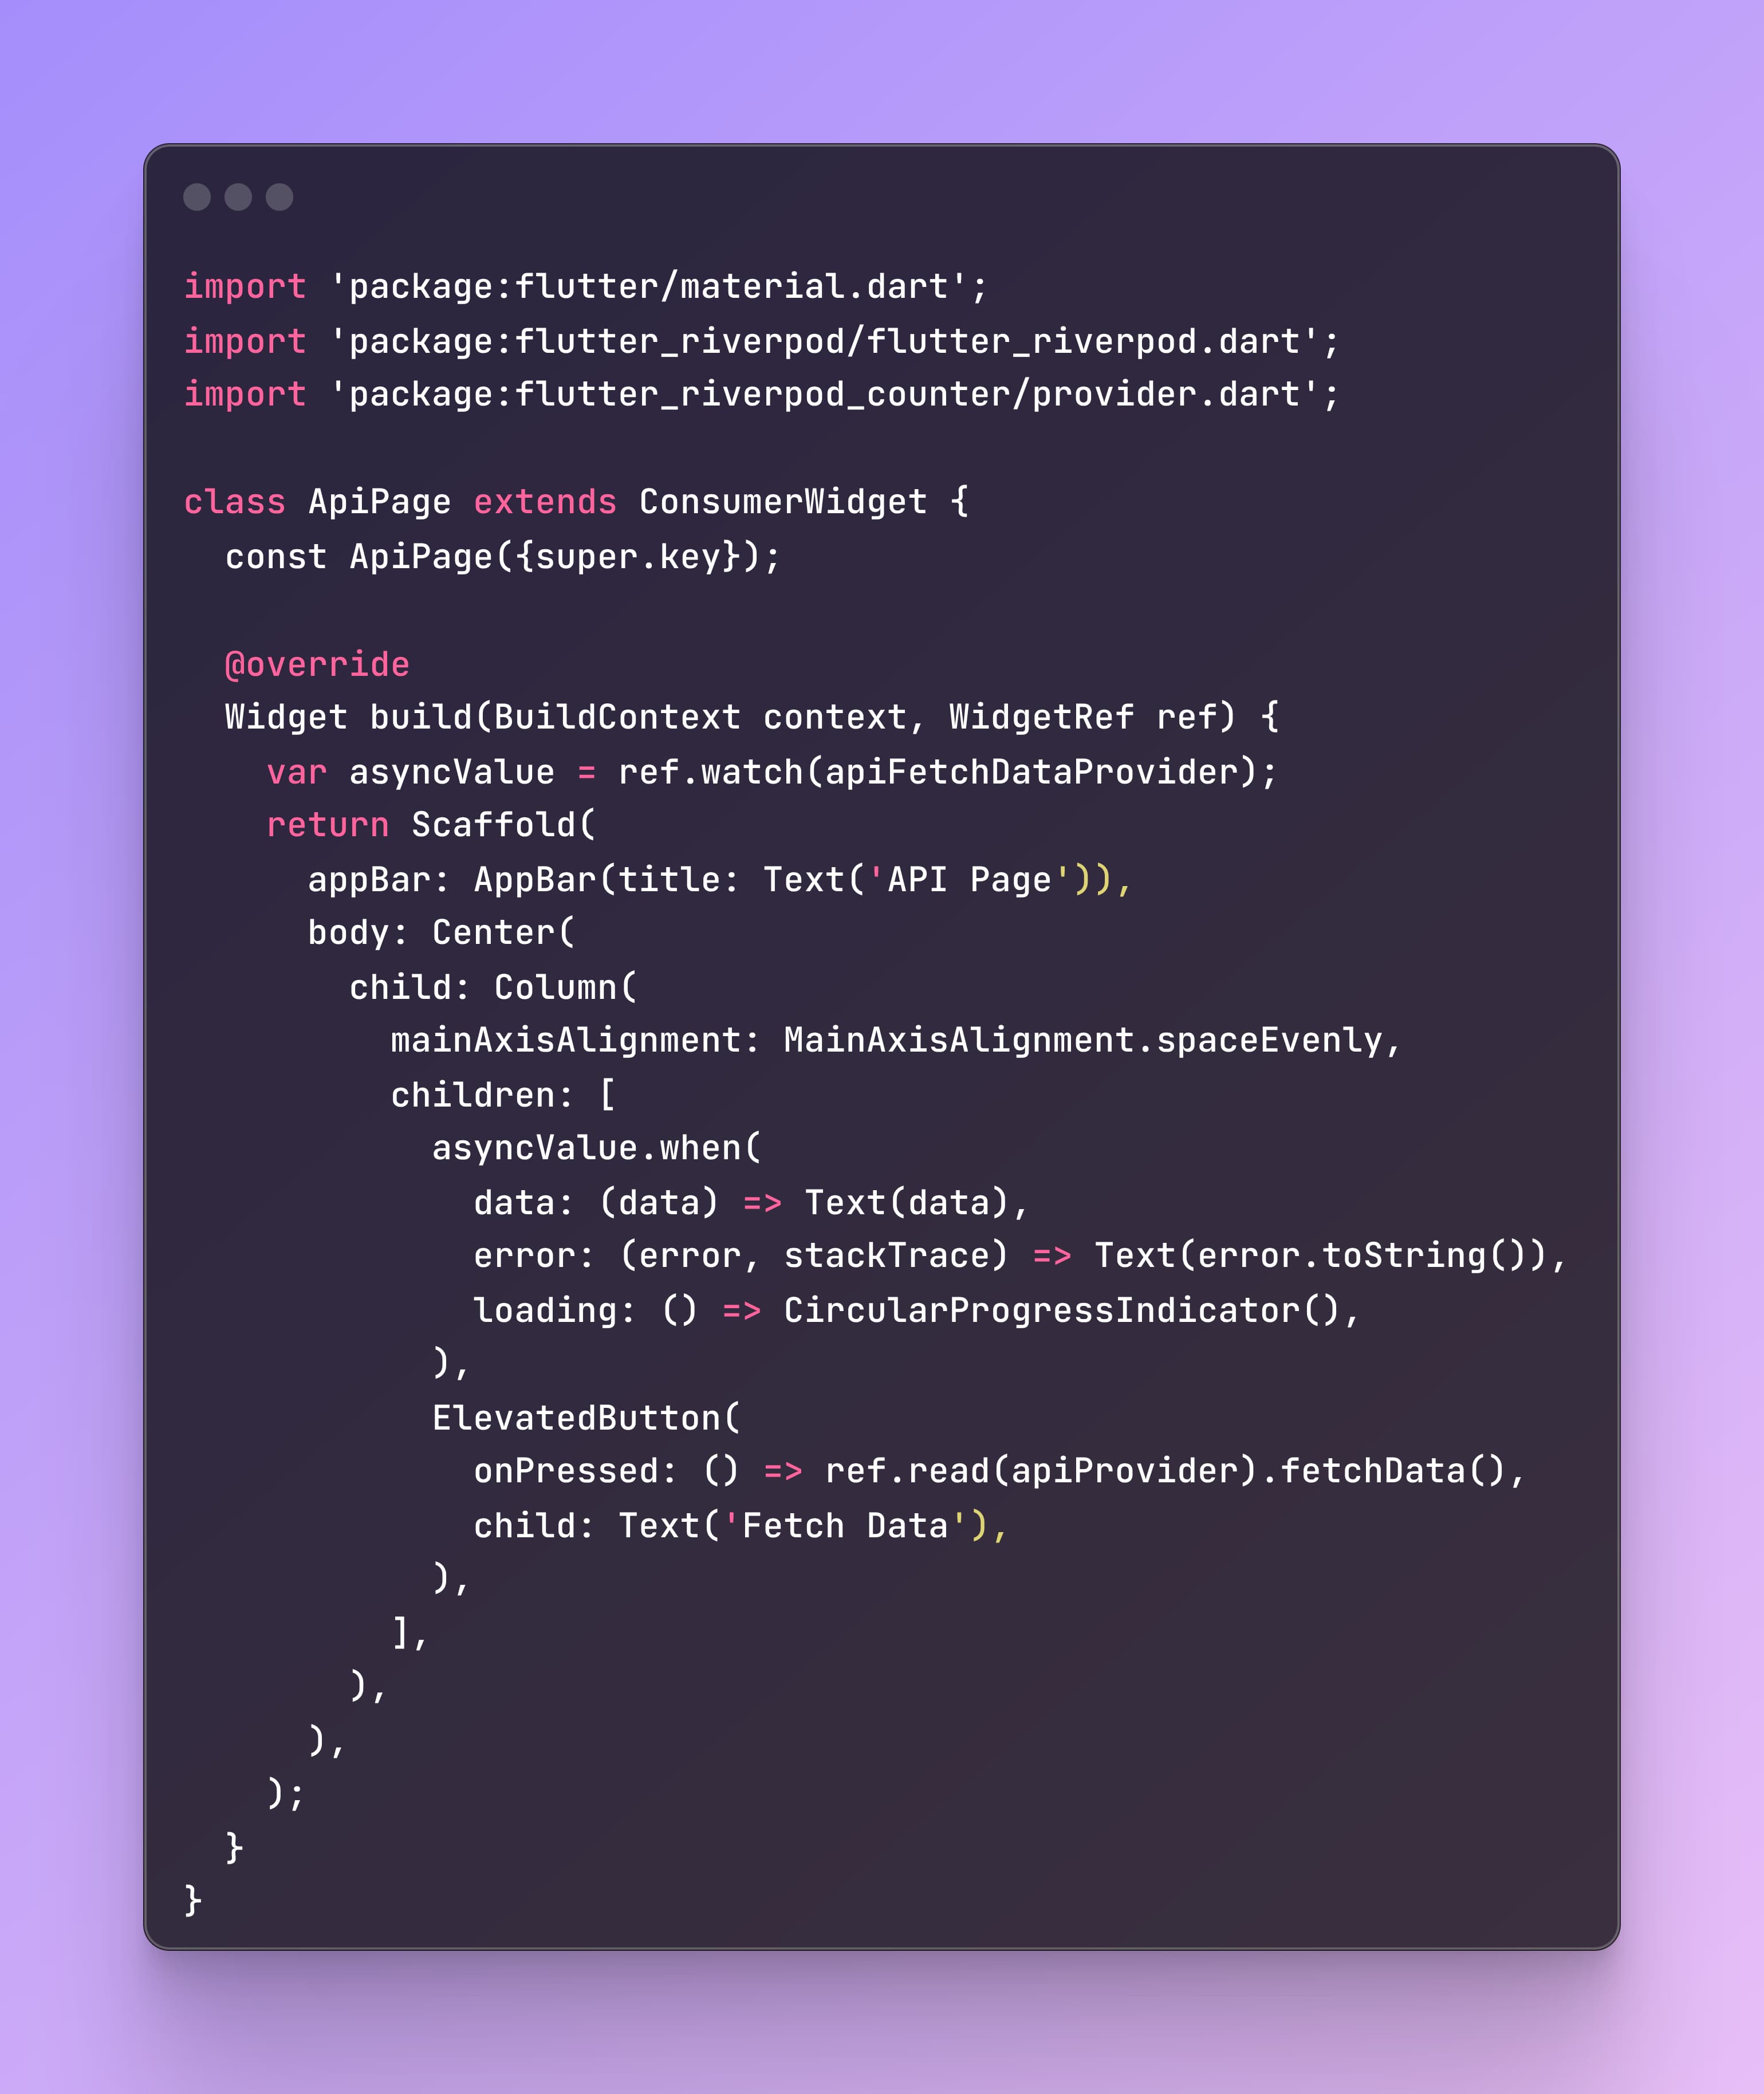 import 'package:flutter/material.dart';
import 'package:flutter_riverpod/flutter_riverpod.dart';
import 'package:flutter_riverpod_counter/provider.dart';

class ApiPage extends ConsumerWidget {
  const ApiPage({super.key});

  @override
  Widget build(BuildContext context, WidgetRef ref) {
    var asyncValue = ref.watch(apiFetchDataProvider);
    return Scaffold(
      appBar: AppBar(title: Text('API Page')),
      body: Center(
        child: Column(
          mainAxisAlignment: MainAxisAlignment.spaceEvenly,
          children: [
            asyncValue.when(
              data: (data) => Text(data),
              error: (error, stackTrace) => Text(error.toString()),
              loading: () => CircularProgressIndicator(),
            ),
            ElevatedButton(
              onPressed: () => ref.read(apiProvider).fetchData(),
              child: Text('Fetch Data'),
            ),
          ],
        ),
      ),
    );
  }
}